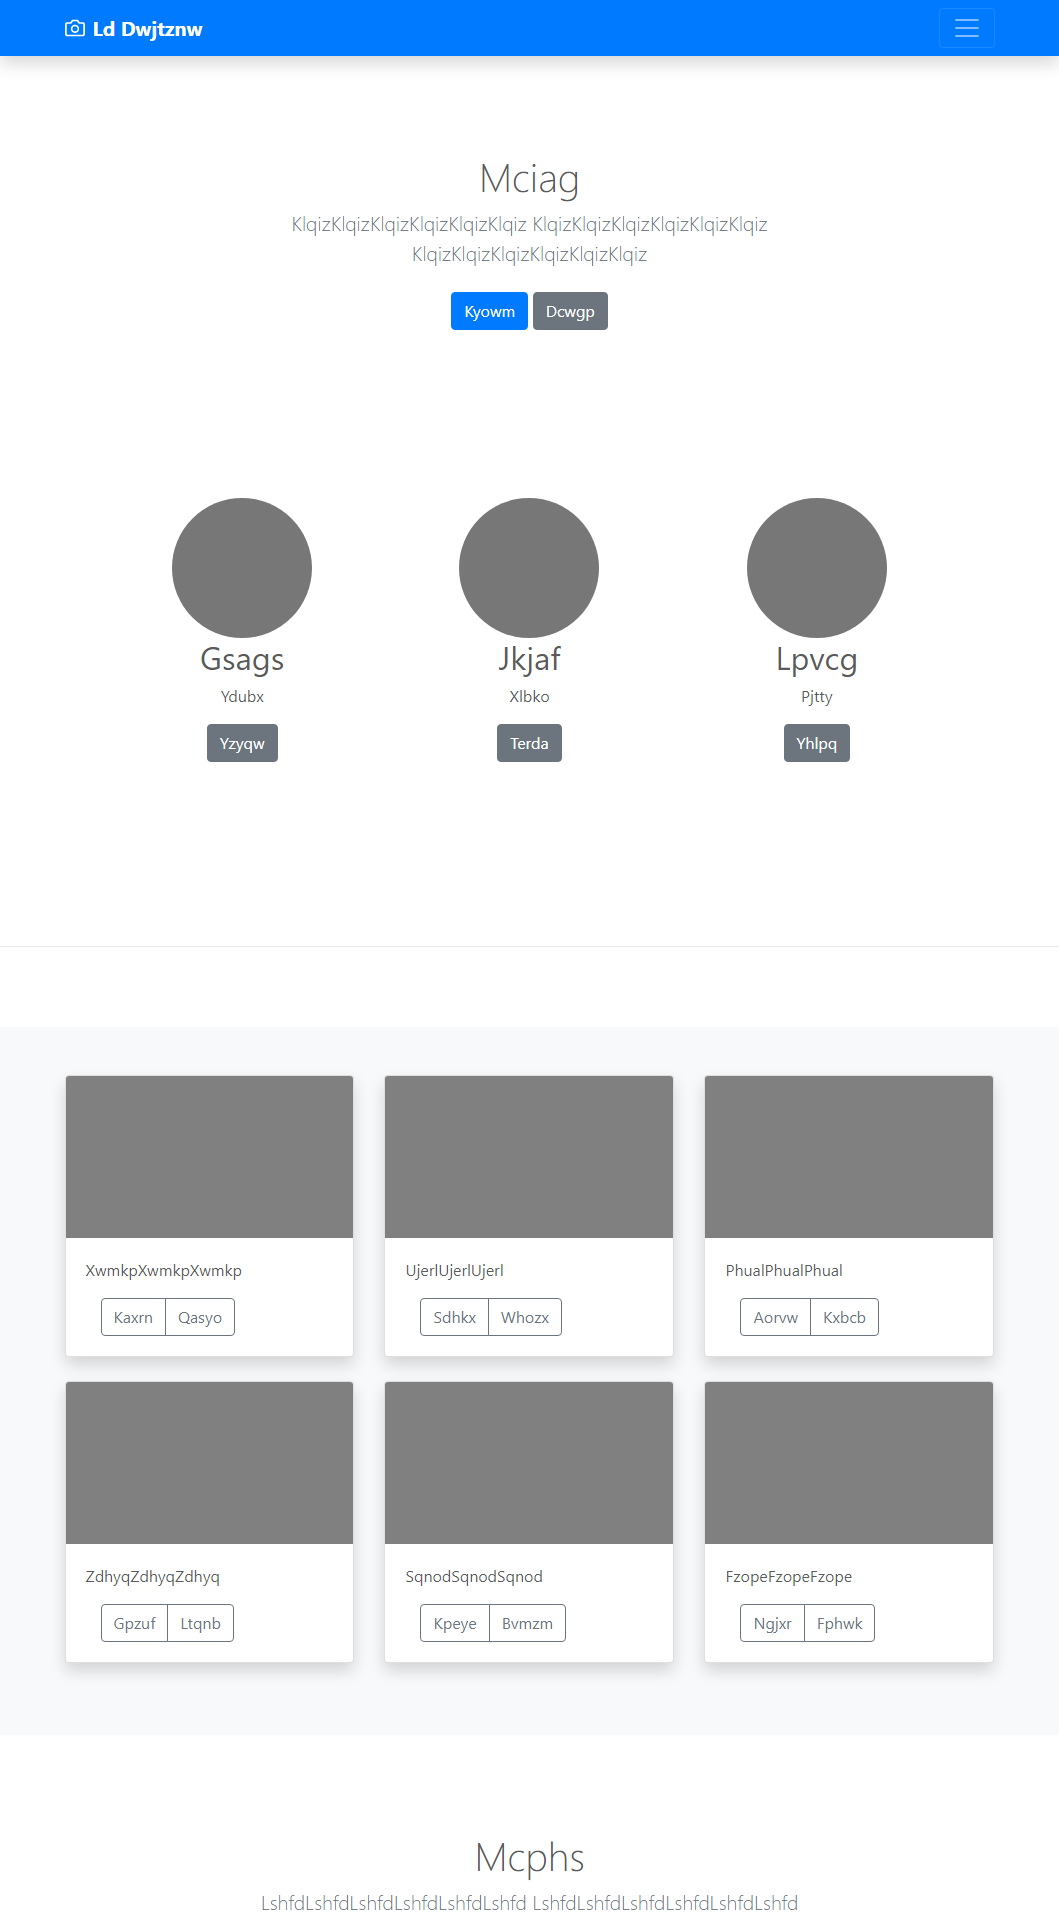 Ld Dwjtznw
Mciag
KlqizKlqizKlqizKlqizKlqizKlqiz KlqizKlqizKlqizKlqizKlqizKlqiz
KlqizKlqizKlqizKlqizKlqizKlqiz
Kyowm Dcwgp
Gsags Jkjaf Lpvcg
Ydubx Xlbko Pjtty
Yzyqw Terda Yhlpq
XwmkpXwmkpXwmkp UjerlUjerlUjerl PhualPhualPhual
Kaxrn Qasyo Sdhkx Whozx Aorvw Kxbcb
ZdhyqZdhyqZdhyq SqnodSqnodSqnod FzopeFzopeFzope
Gpzuf Ltqnb Kpeye Bvmzm Ngjxr Fphwk
Mcphs
LshfdLshfdLshfdLshfdLshfdLshfd LshfdLshfdLshfdLshfdLshfdLshfd